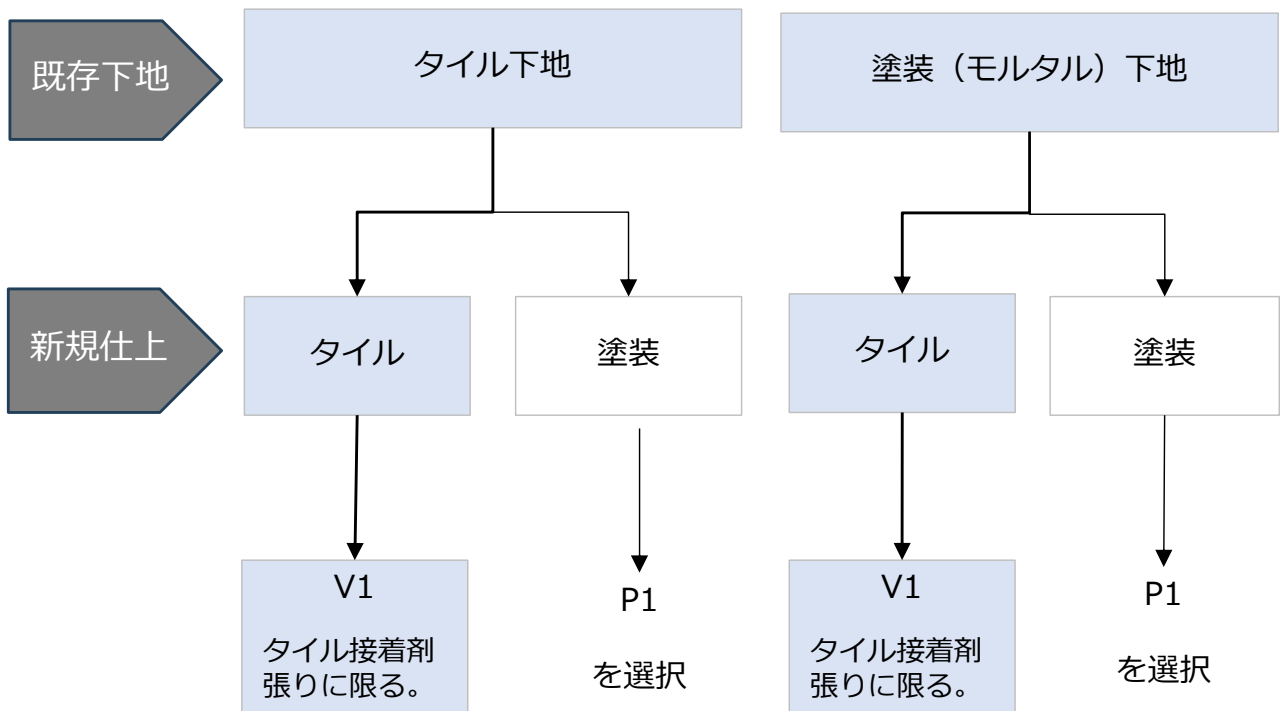 既存下地
タイル下地
塗装（モルタル）下地
新規仕上
タイル
塗装
タイル
塗装
V1
タイル接着剤
張りに限る。
P1
を選択
V1
タイル接着剤
張りに限る。
P1
を選択